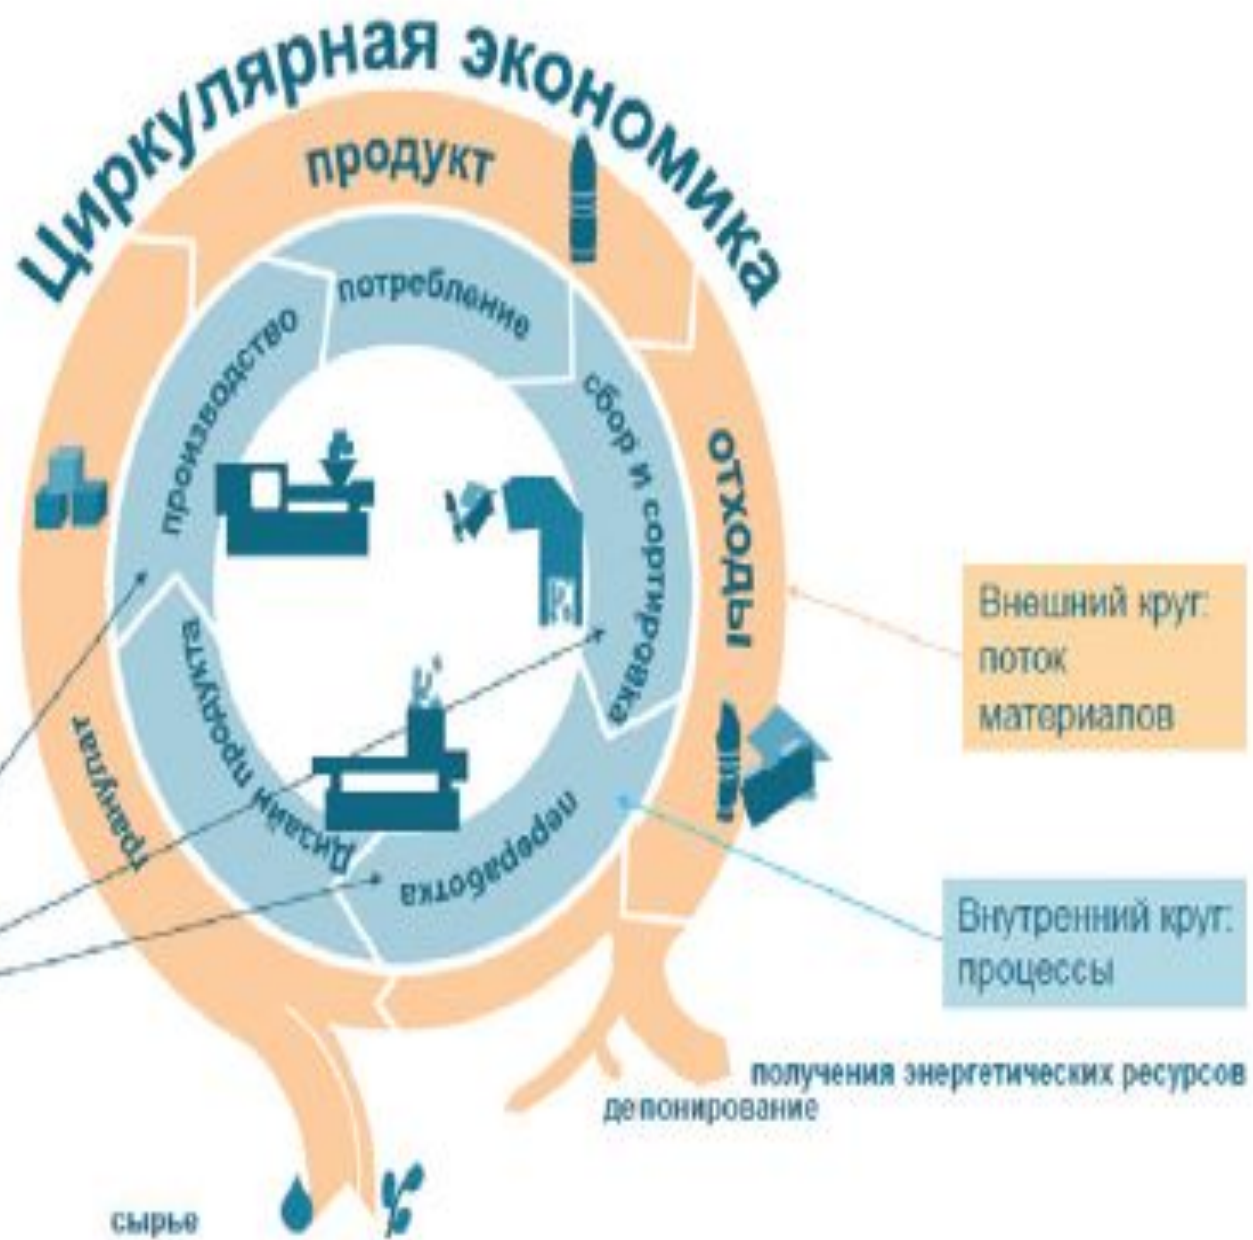 Циркулярная экономика
продукт
потребление
производство
сбор и сортировка
отходы
Внешний круг:
поток
материалов
Дизайн продукта
гранулат
переработка
Внутренний круг:
процессы
получения энергетических ресурсов
депонирование
сырье